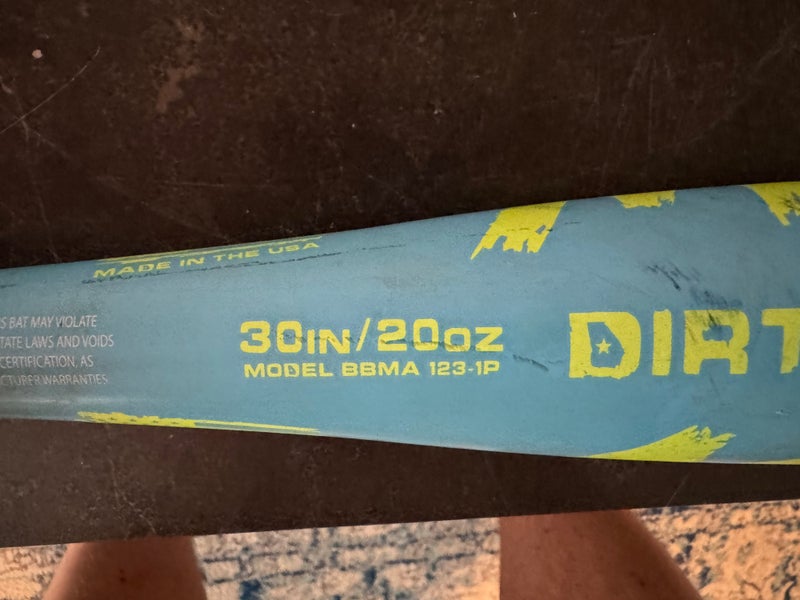 MADE IN THE USA
S BAT MAY VIOLATE
TATE LAWS AND VOIDS
CERTIFICATION, AS
CTURER WARRANTIES
30IN/20OZ
MODEL BBMA 123-1P
DIRT